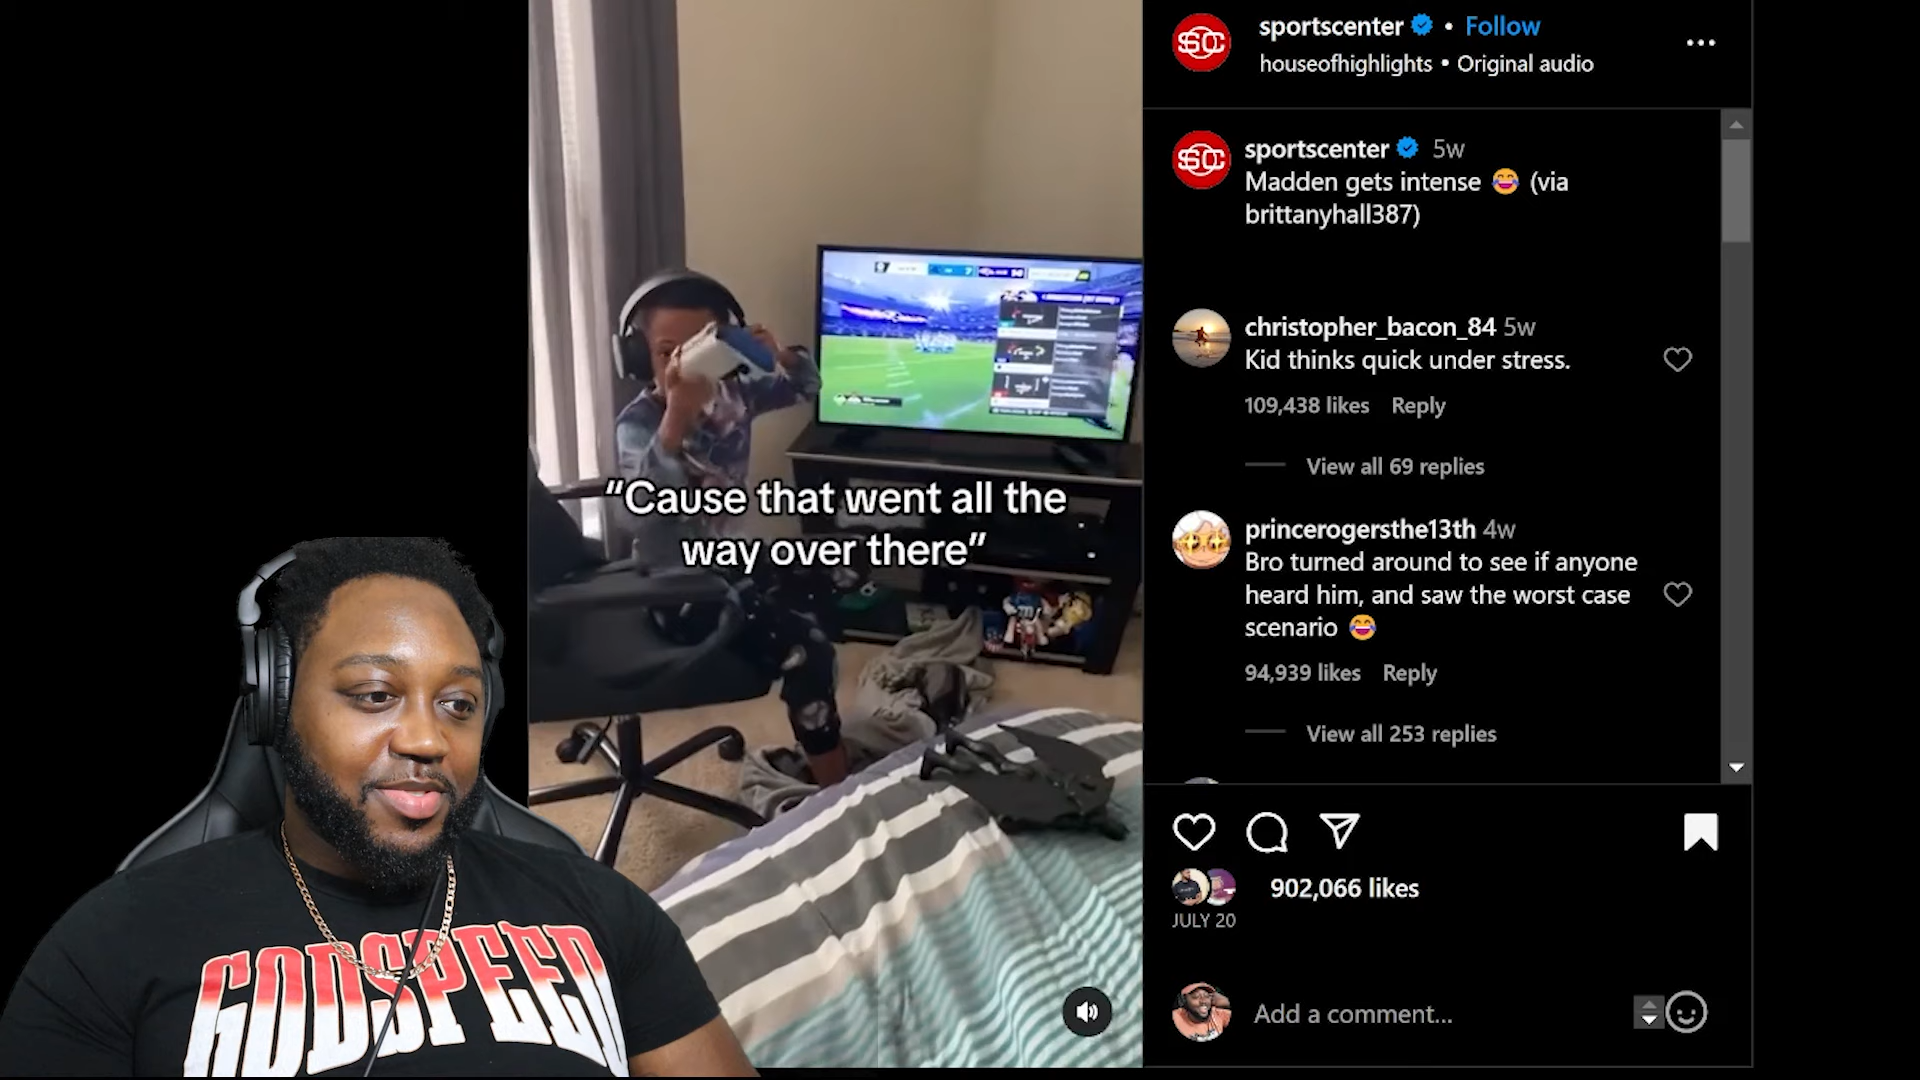 sportscenter • Follow
houseofhighlights • Original audio
sportscenter 5w
Madden gets intense 😂 (via
brittanyhall387)
christopher_bacon_84 5w
Kid thinks quick under stress.
109,438 likes Reply
View all 69 replies
princerogersthe13th 4w
Bro turned around to see if anyone
heard him, and saw the worst case
scenario 😂
94,939 likes Reply
View all 253 replies
902,066 likes
JULY 20
Add a comment...
“Cause that went all the
way over there”
GODSPEED